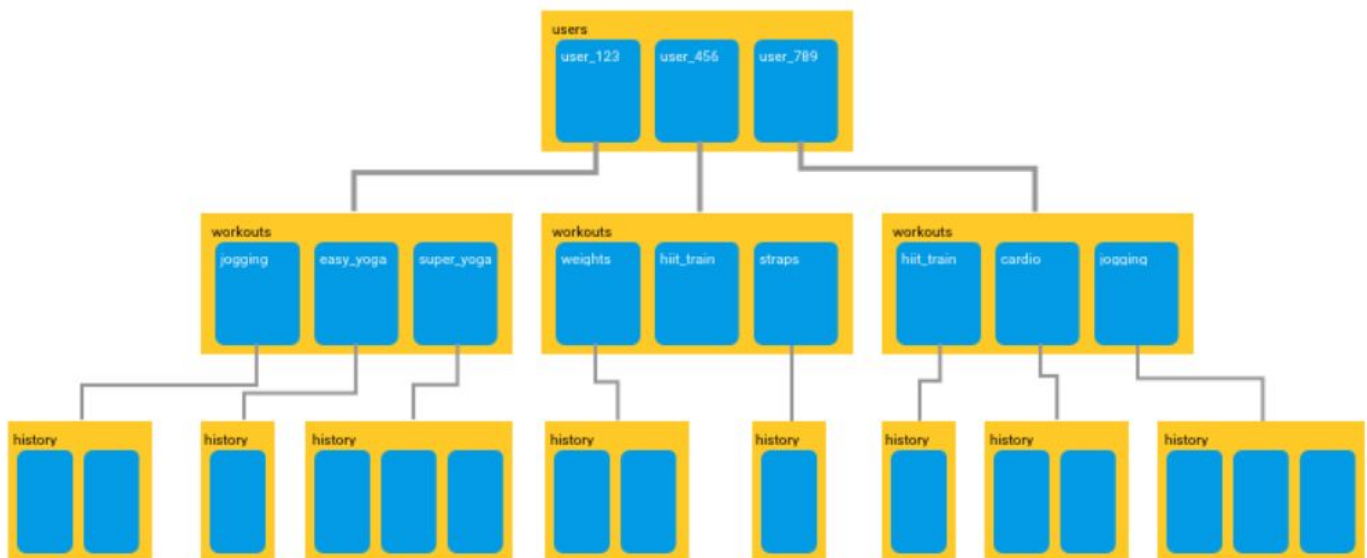 users
user_123 user_456 user_789
workouts workouts workouts
jogging easy_yoga super_yoga weights hiit_train straps hiit_train cardio jogging
history history history history history history history history